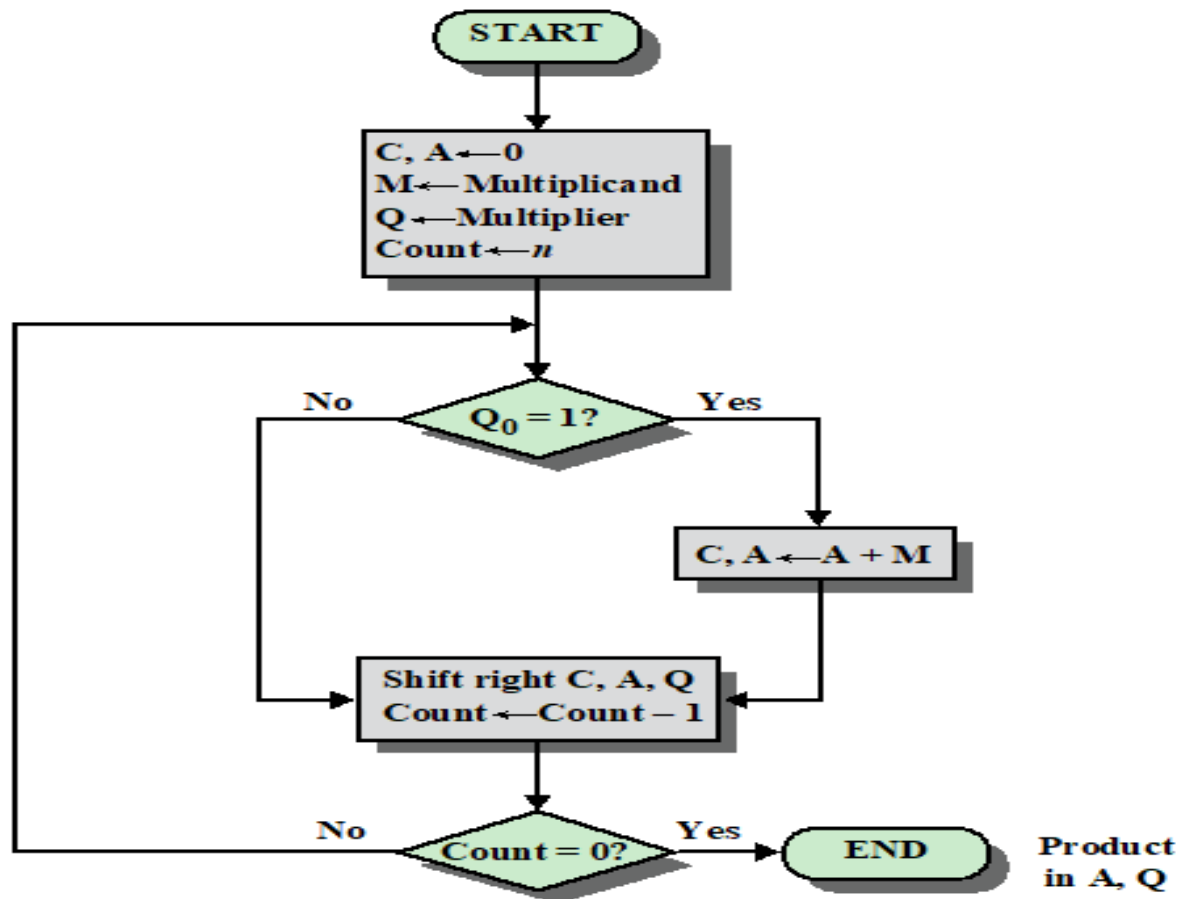 START
C, A ← 0
M ← Multiplicand
Q ← Multiplier
Count ← n
No
Q₀ = 1?
Yes
C, A ← A + M
Shift right C, A, Q
Count ← Count – 1
No
Count = 0?
Yes
END
Product
in A, Q